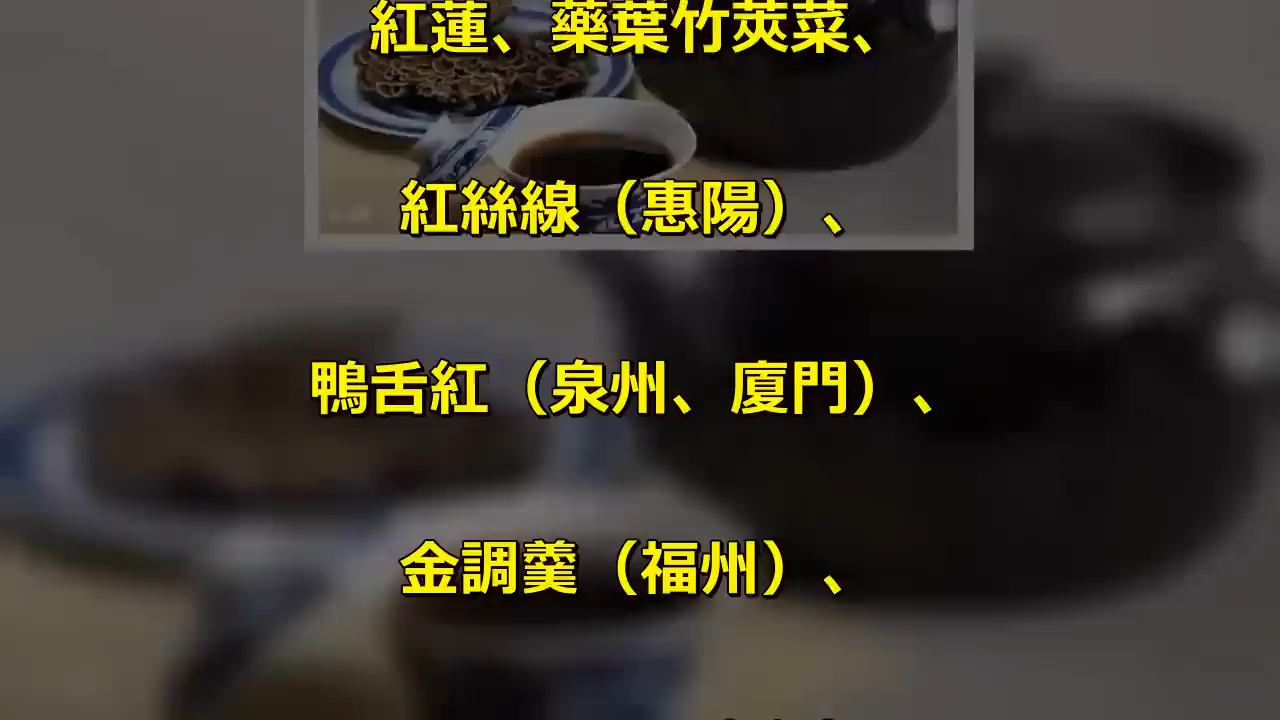 紅蓮、藥葉竹莢菜、
紅絲線（惠陽）、
鴨舌紅（泉州、廈門）、
金調羹（福州）、